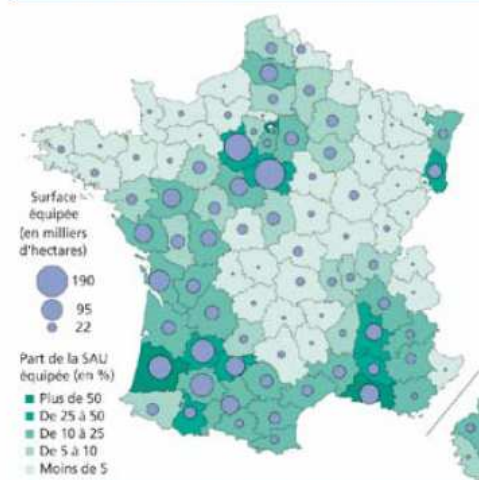 Surface
équipée
(en milliers
d'hectares)
190
95
22
Part de la SAU
équipée (en %)
Plus de 50
De 25 à 50
De 10 à 25
De 5 à 10
Moins de 5